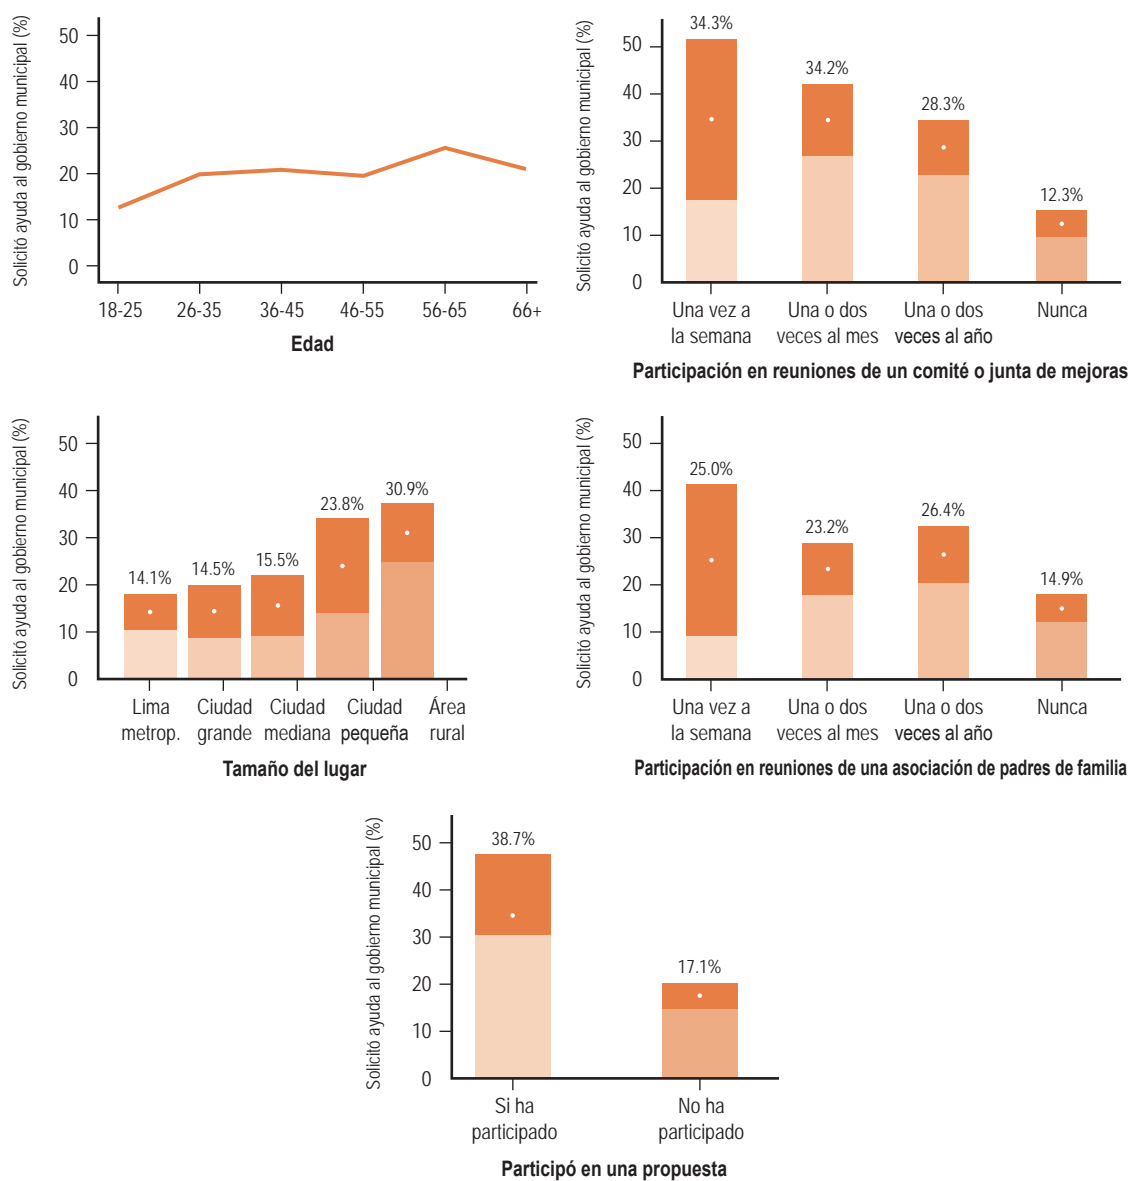 Solicitó ayuda al gobierno municipal (%)
50
40
30
20
10
0
18-25 26-35 36-45 46-55 56-65 66+
Edad
Solicitó ayuda al gobierno municipal (%)
50
40
30
20
10
0
34.3%
34.2%
28.3%
12.3%
Una vez a la semana
Una o dos veces al mes
Una o dos veces al año
Nunca
Participación en reuniones de un comité o junta de mejoras
Solicitó ayuda al gobierno municipal (%)
50
40
30
20
10
0
14.1%
14.5%
15.5%
23.8%
30.9%
Lima metrop.
Ciudad grande
Ciudad mediana
Ciudad pequeña
Área rural
Tamaño del lugar
Solicitó ayuda al gobierno municipal (%)
50
40
30
20
10
0
25.0%
23.2%
26.4%
14.9%
Una vez a la semana
Una o dos veces al mes
Una o dos veces al año
Nunca
Participación en reuniones de una asociación de padres de familia
Solicitó ayuda al gobierno municipal (%)
50
40
30
20
10
0
38.7%
17.1%
Si ha participado
No ha participado
Participó en una propuesta